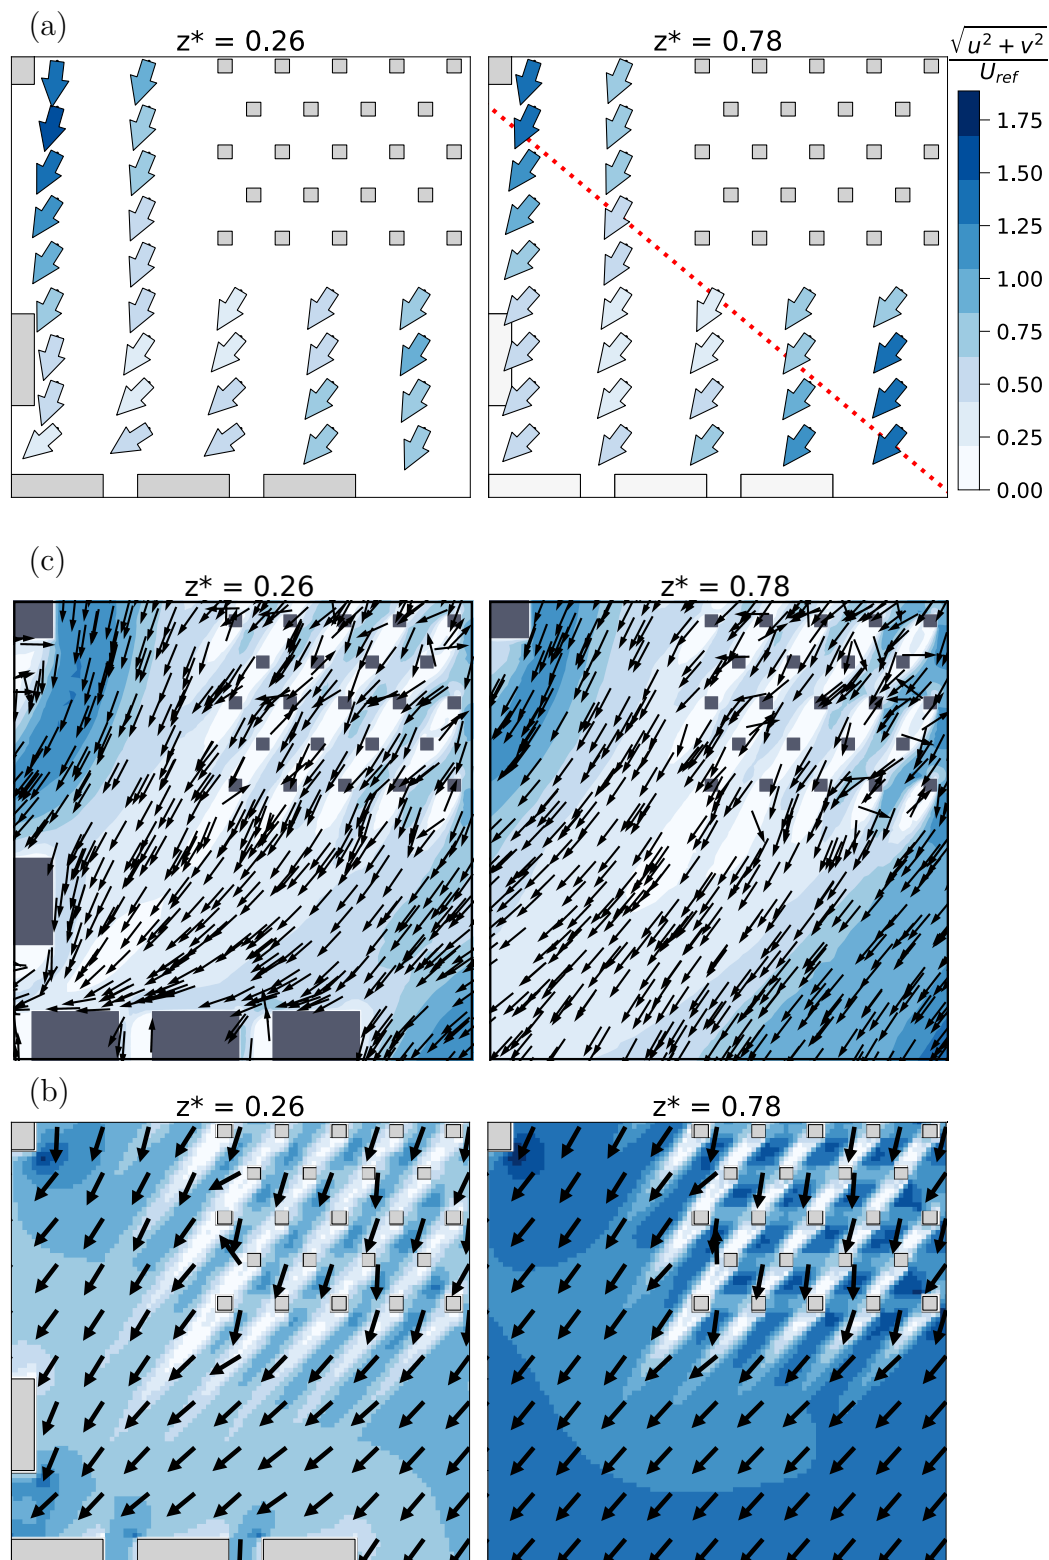 (a)
z* = 0.26
z* = 0.78
√u² + v²
U_ref
1.75
1.50
1.25
1.00
0.75
0.50
0.25
0.00
(c)
z* = 0.26
z* = 0.78
(b)
z* = 0.26
z* = 0.78